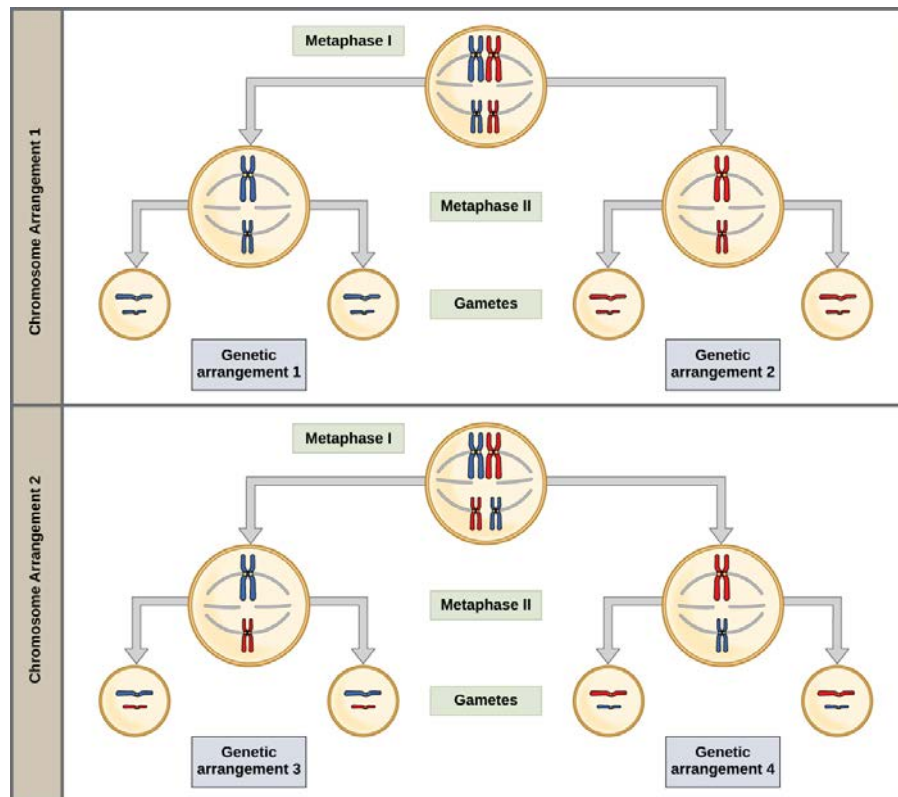 Chromosome Arrangement 1
Metaphase I
Metaphase II
Gametes
Genetic
arrangement 1
Genetic
arrangement 2
Chromosome Arrangement 2
Metaphase I
Metaphase II
Gametes
Genetic
arrangement 3
Genetic
arrangement 4